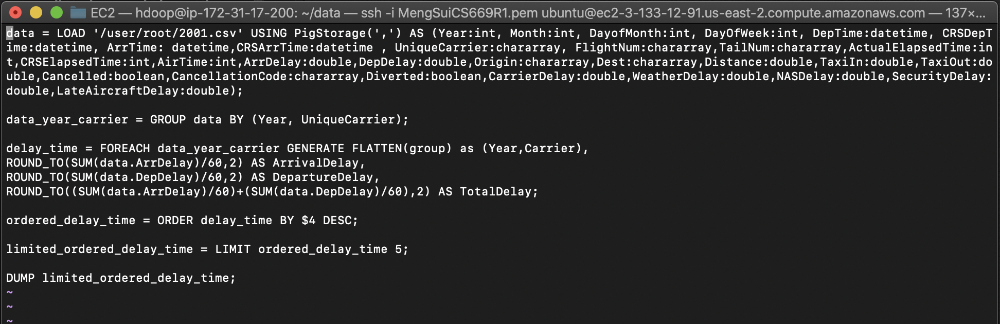 EC2 — hdoop@ip-172-31-17-200: ~/data — ssh -i MengSuiCS669R1.pem ubuntu@ec2-3-133-12-91.us-east-2.compute.amazonaws.com — 137×...
data = LOAD '/user/root/2001.csv' USING PigStorage(',') AS (Year:int, Month:int, DayofMonth:int, DayOfWeek:int, DepTime:datetime, CRSDepT
ime:datetime, ArrTime: datetime,CRSArrTime:datetime , UniqueCarrier:chararray, FlightNum:chararray,TailNum:chararray,ActualElapsedTime:in
t,CRSElapsedTime:int,AirTime:int,ArrDelay:double,DepDelay:double,Origin:chararray,Dest:chararray,Distance:double,TaxiIn:double,TaxiOut:do
uble,Cancelled:boolean,CancellationCode:chararray,Diverted:boolean,CarrierDelay:double,WeatherDelay:double,NASDelay:double,SecurityDelay:
double,LateAircraftDelay:double);
data_year_carrier = GROUP data BY (Year, UniqueCarrier);
delay_time = FOREACH data_year_carrier GENERATE FLATTEN(group) as (Year,Carrier),
ROUND_TO(SUM(data.ArrDelay)/60,2) AS ArrivalDelay,
ROUND_TO(SUM(data.DepDelay)/60,2) AS DepartureDelay,
ROUND_TO((SUM(data.ArrDelay)/60)+(SUM(data.DepDelay)/60),2) AS TotalDelay;
ordered_delay_time = ORDER delay_time BY $4 DESC;
limited_ordered_delay_time = LIMIT ordered_delay_time 5;
DUMP limited_ordered_delay_time;
~
~
~